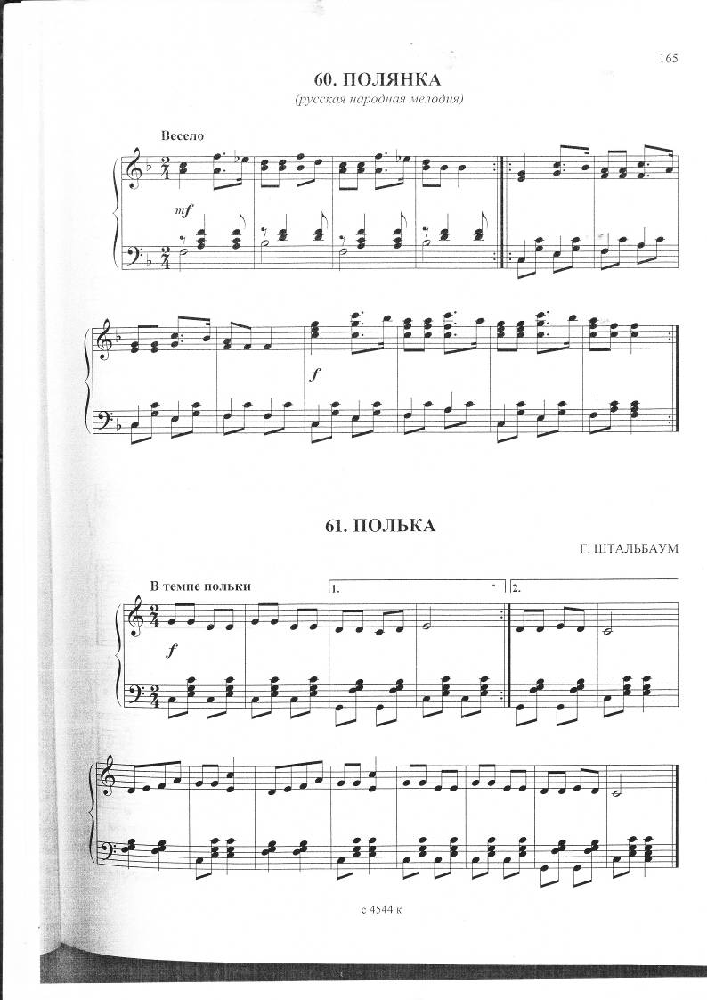 165
60. ПОЛЯНКА
(русская народная мелодия)
Весело
mf
f
61. ПОЛЬКА
Г. ШТАЛЬБАУМ
В темпе польки
1.
2.
f
с 4544 к